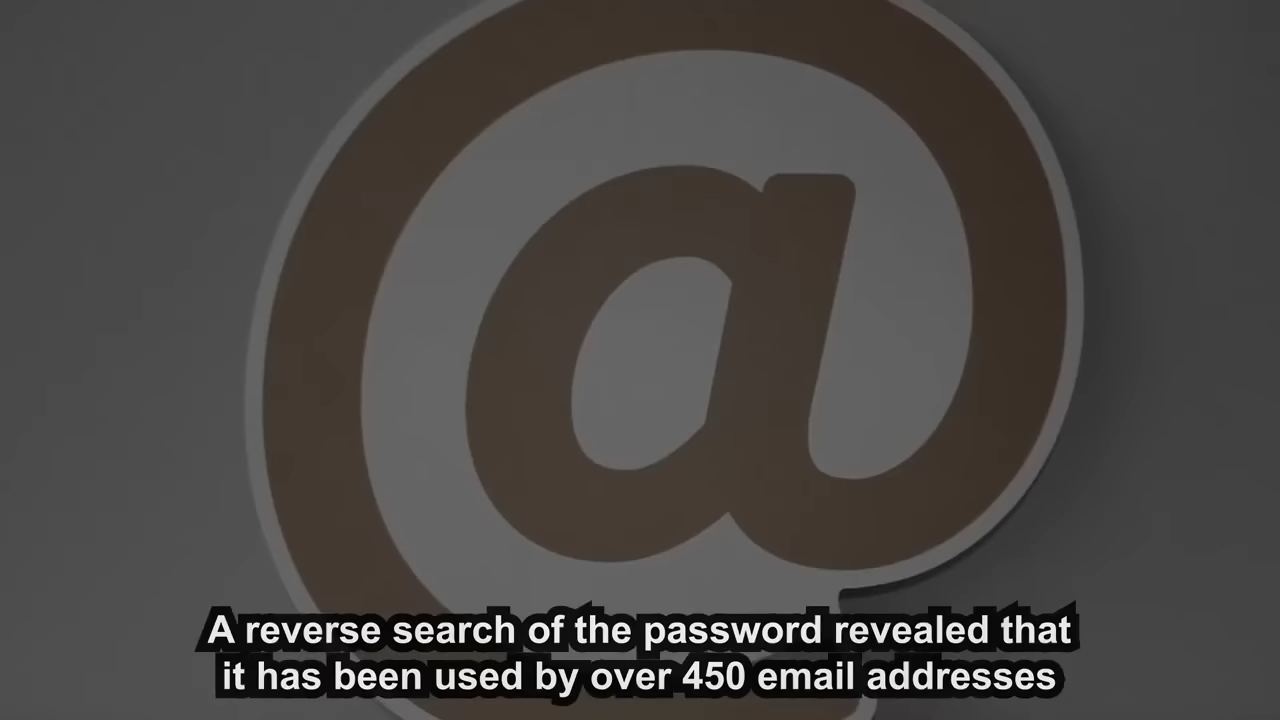 @
A reverse search of the password revealed that
it has been used by over 450 email addresses